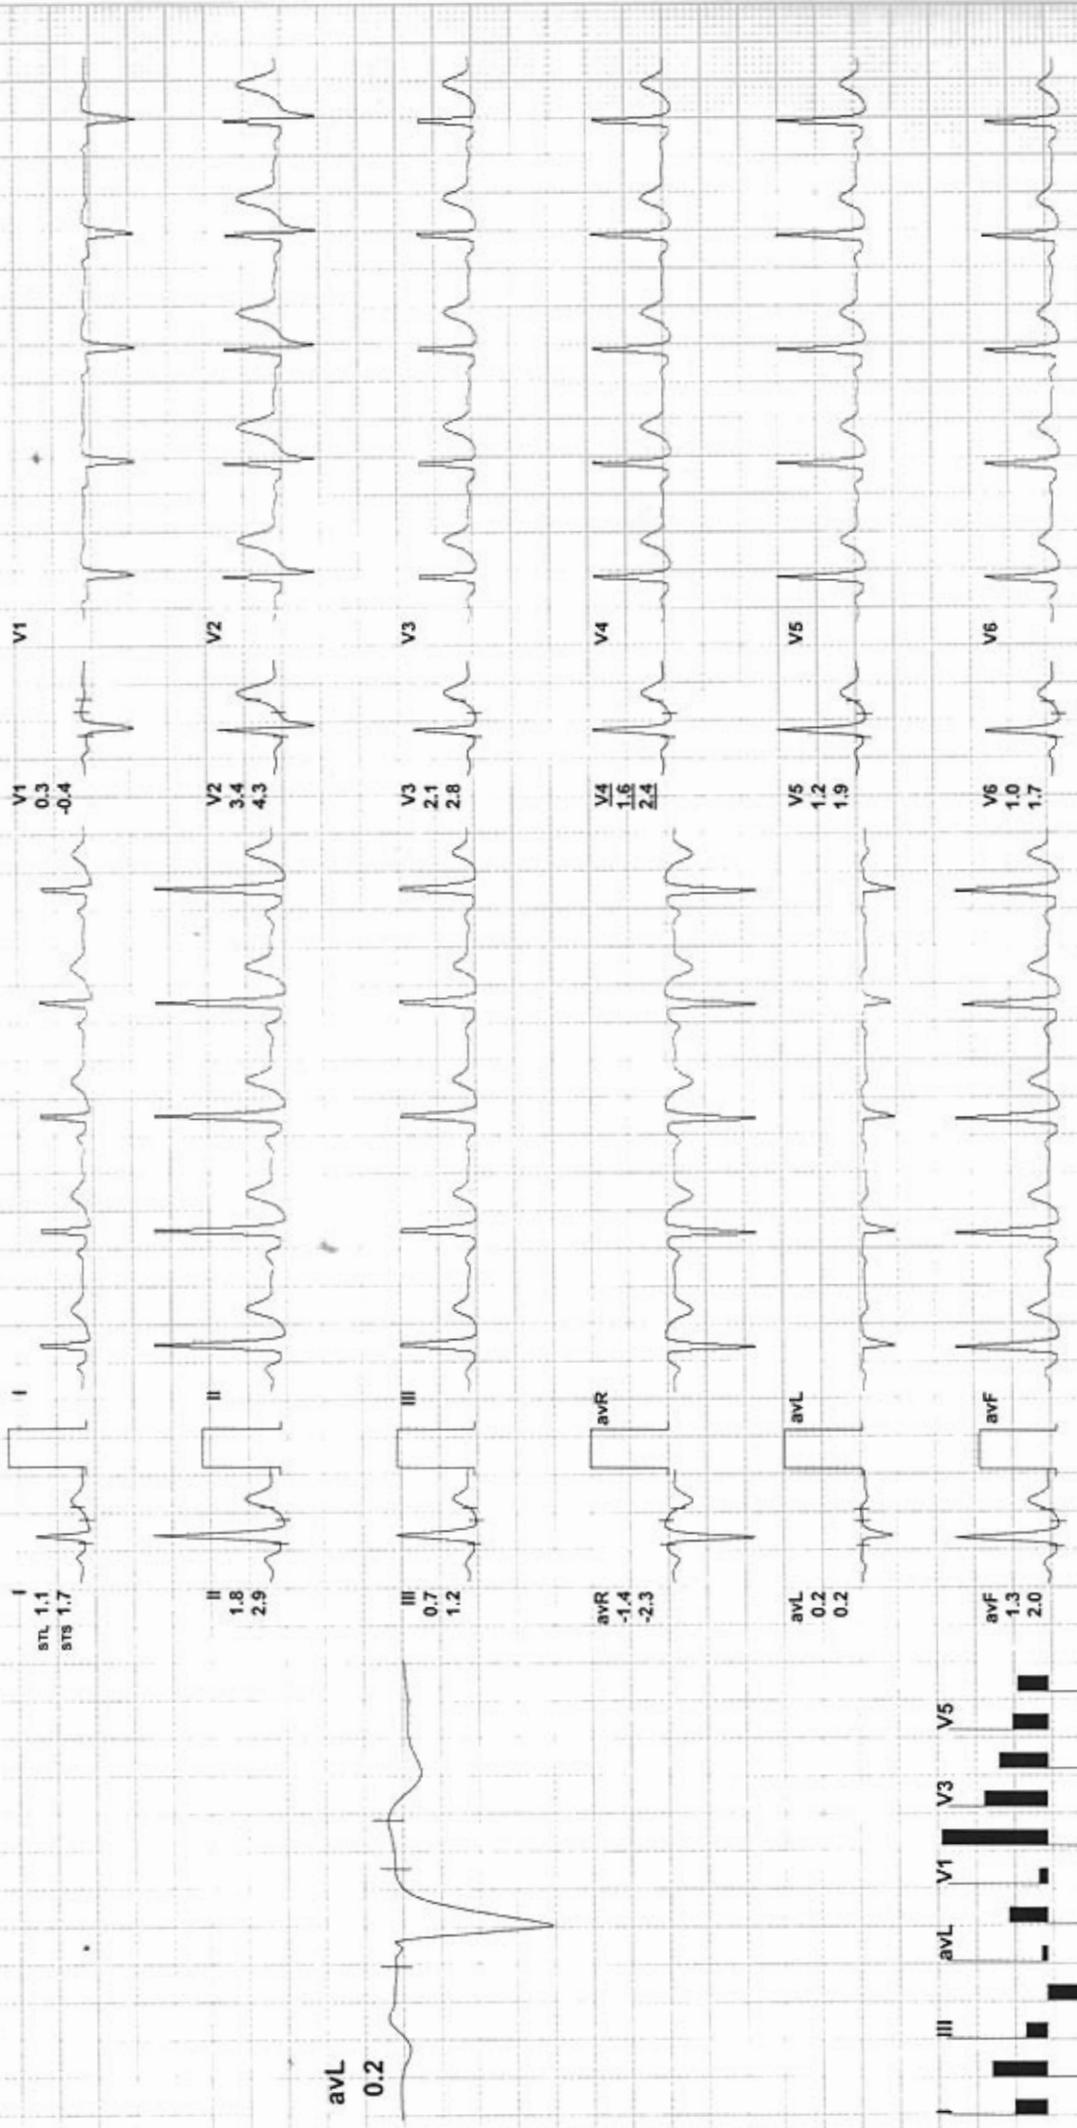 avL
0.2
I
III
avL
V1
V3
V5
I
STL 1.1
STS 1.7
II
1.8
2.9
III
0.7
1.2
avR
-1.4
-2.3
avL
0.2
0.2
avF
1.3
2.0
I
II
III
avR
avL
avF
V1
0.3
-0.4
V2
3.4
4.3
V3
2.1
2.8
V4
1.6
2.4
V5
1.2
1.9
V6
1.0
1.7
V1
V2
V3
V4
V5
V6